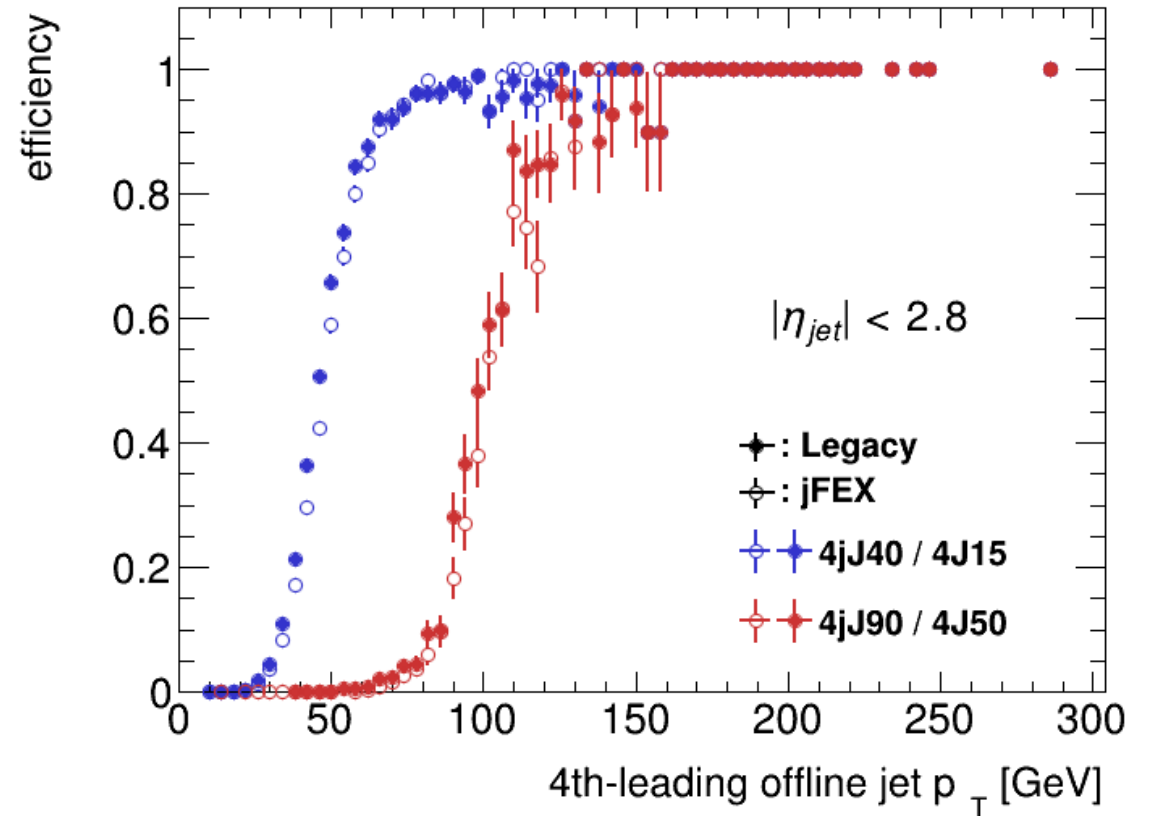 efficiency
1
0.8
0.6
0.4
0.2
0
0 50 100 150 200 250 300
|η_jet| < 2.8
: Legacy
: jFEX
4jJ40 / 4J15
4jJ90 / 4J50
4th-leading offline jet p_T [GeV]